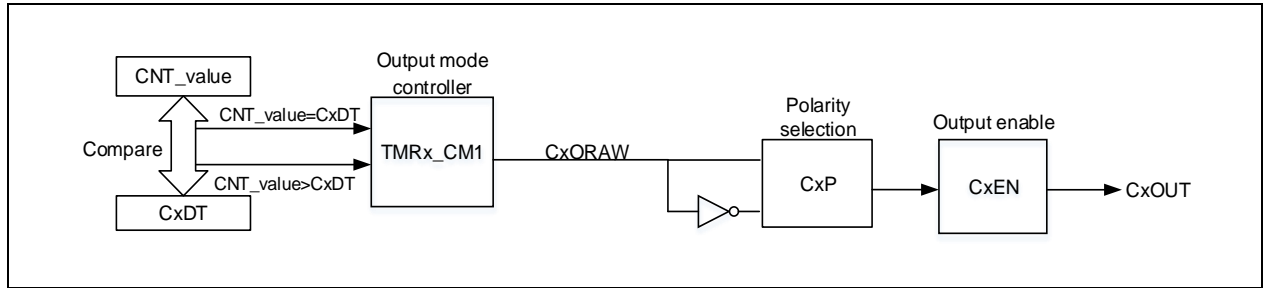 Output mode
controller
CNT_value
CNT_value=CxDT
Compare
TMRx_CM1
CNT_value>CxDT
CxDT
CxORAW
Polarity
selection
CxP
Output enable
CxEN
CxOUT